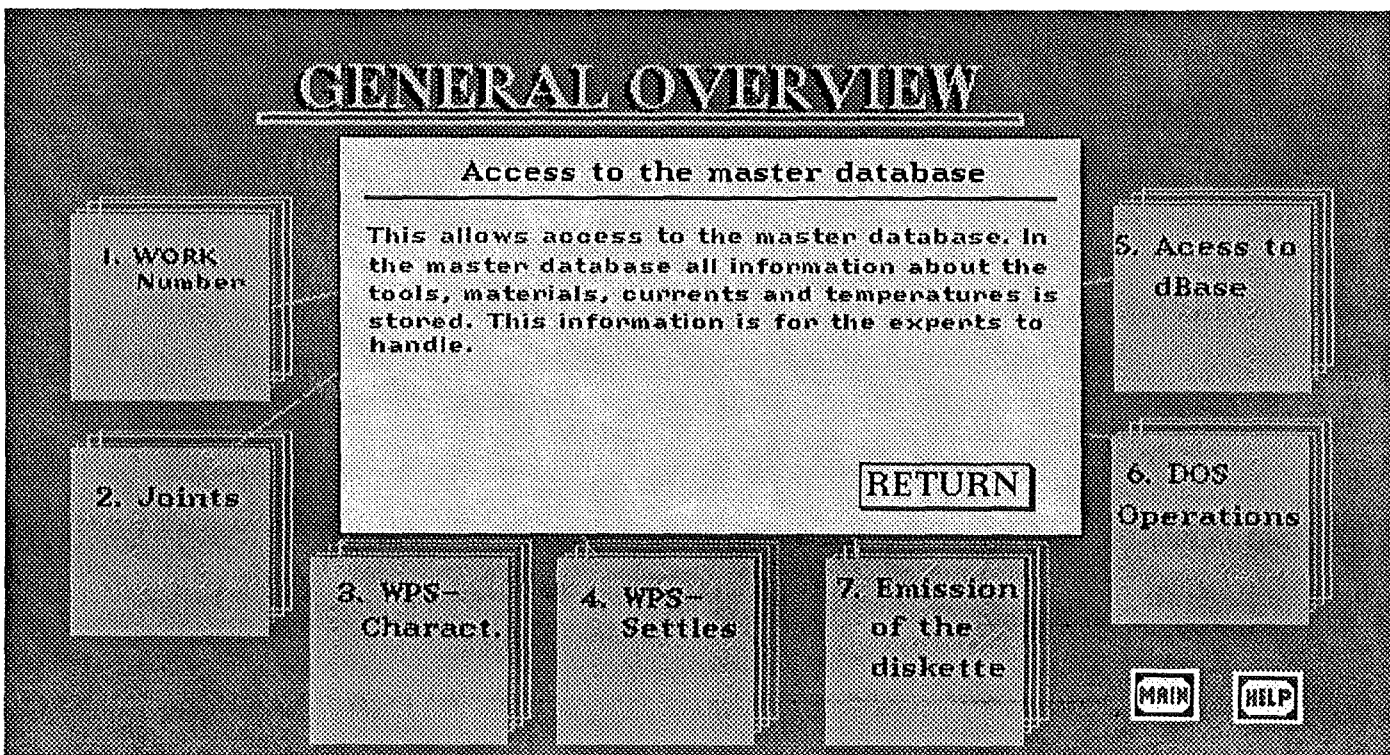 GENERAL OVERVIEW
Access to the master database
This allows access to the master database. In
the master database all information about the
tools, materials, currents and temperatures is
stored. This information is for the experts to
handle.
RETURN
1. WORK
Number
2. Joints
3. WPS-
Charact.
4. WPS-
Settles
7. Emission
of the
diskette
5. Acess to
dBase
6. DOS
Operations
MAIN
HELP